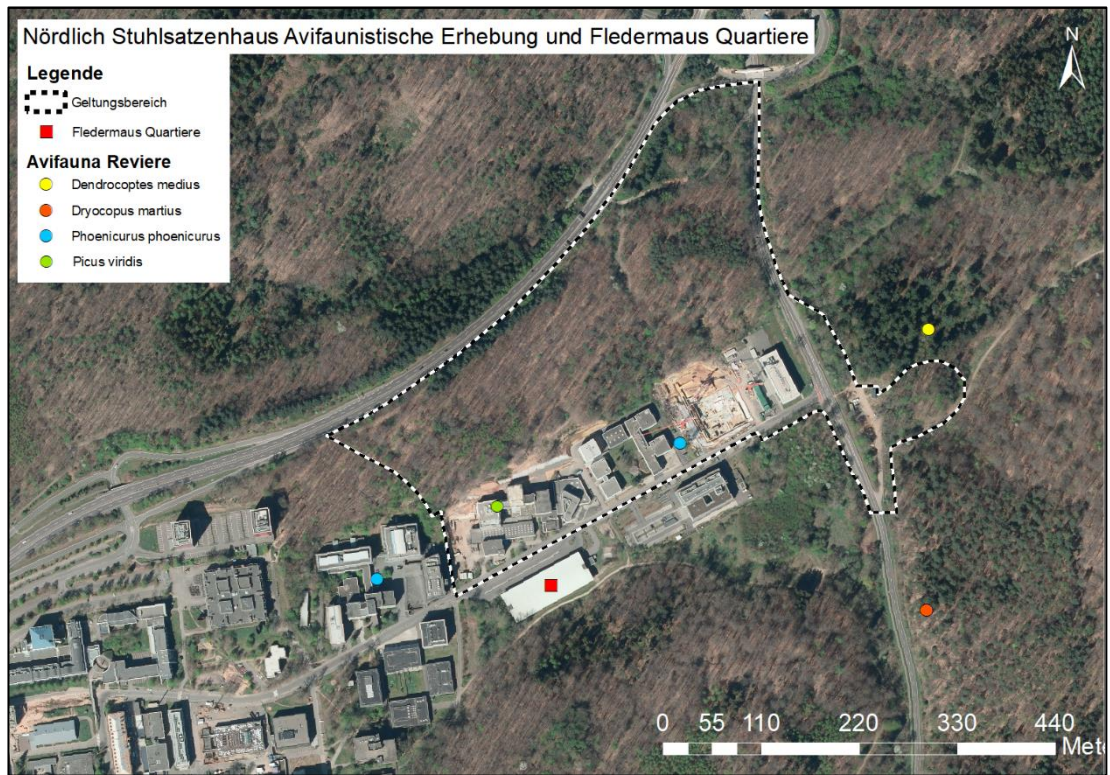 Nördlich Stuhlsatzenhaus Avifaunistische Erhebung und Fledermaus Quartiere
N
Legende
Geltungsbereich
Fledermaus Quartiere
Avifauna Reviere
Dendrocoptes medius
Dryocopus martius
Phoenicurus phoenicurus
Picus viridis
0 55 110 220 330 440
Mete